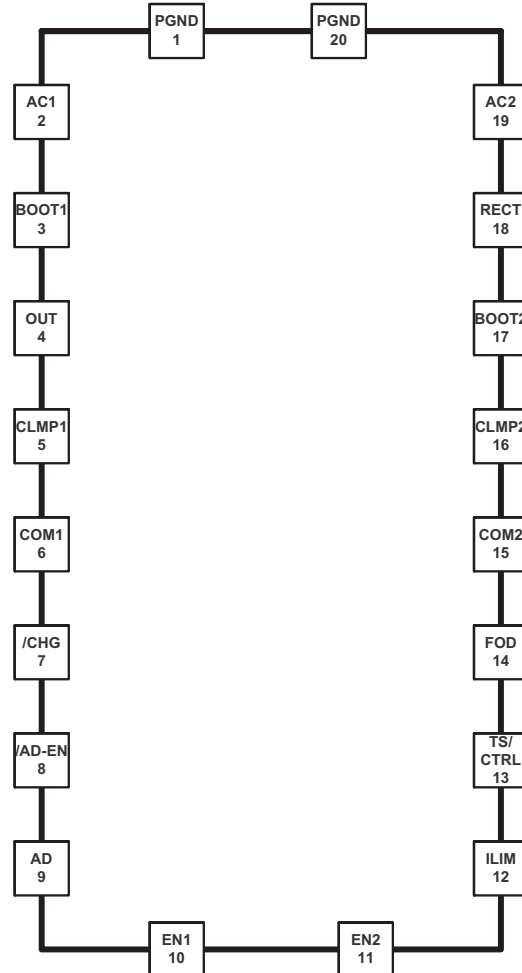 PGND
1
PGND
20
AC1
2
AC2
19
BOOT1
3
RECT
18
OUT
4
BOOT2
17
CLMP1
5
CLMP2
16
COM1
6
COM2
15
/CHG
7
FOD
14
/AD-EN
8
TS/
CTRL
13
AD
9
ILIM
12
EN1
10
EN2
11